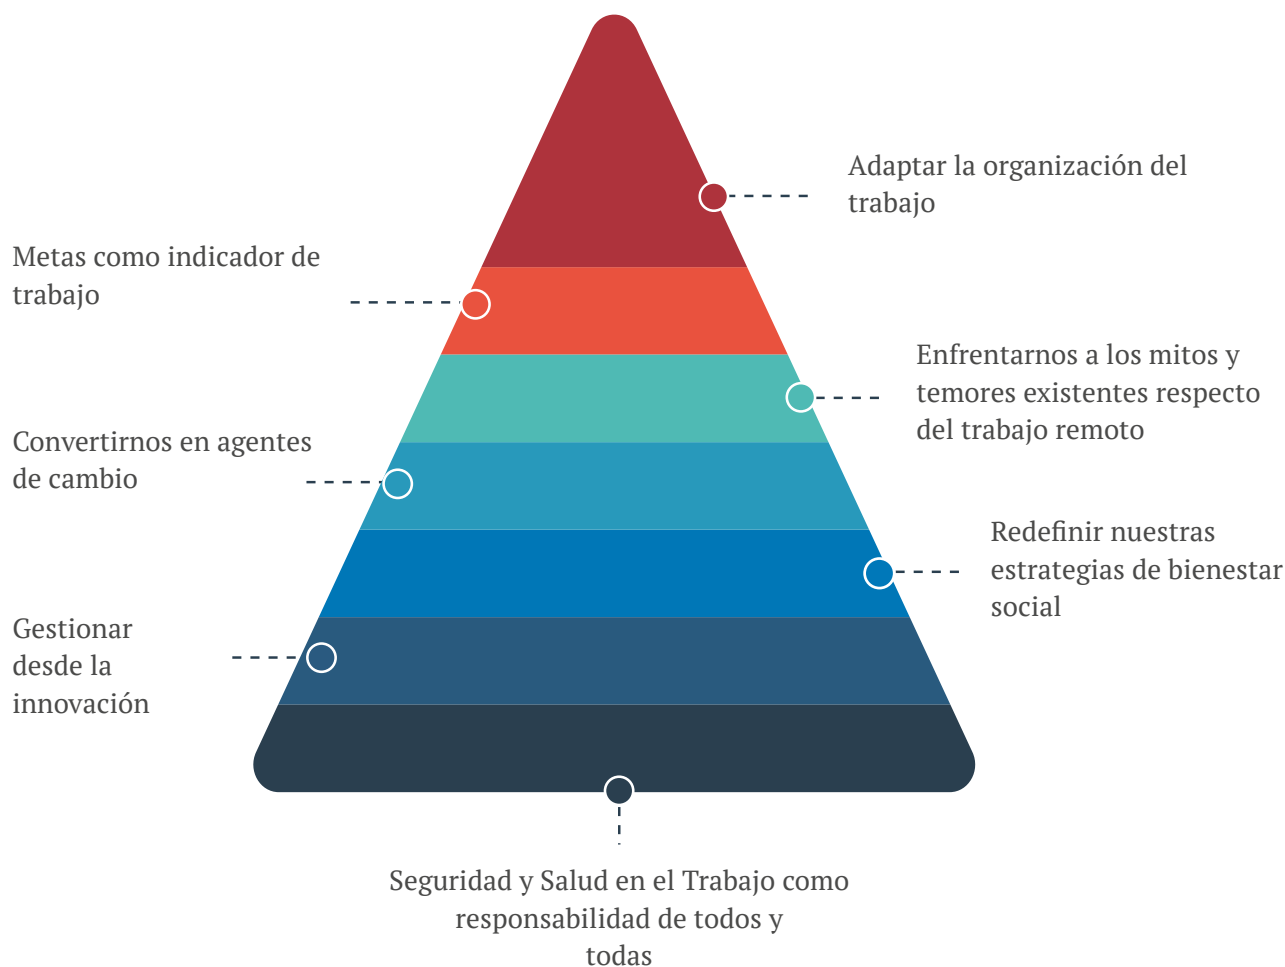 Adaptar la organización del
trabajo
Metas como indicador de
trabajo
Enfrentarnos a los mitos y
temores existentes respecto
del trabajo remoto
Convertirnos en agentes
de cambio
Redefinir nuestras
estrategias de bienestar
social
Gestionar
desde la
innovación
Seguridad y Salud en el Trabajo como
responsabilidad de todos y
todas